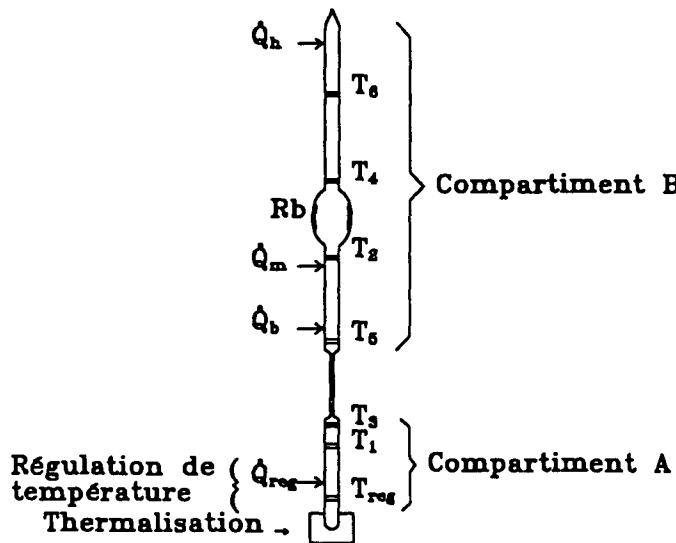 Q̇h
T6
T4
Compartiment B
Rb
T2
Q̇m
Q̇b
T5
T3
T1
Compartiment A
Régulation de température
Q̇reg
Treg
Thermalisation